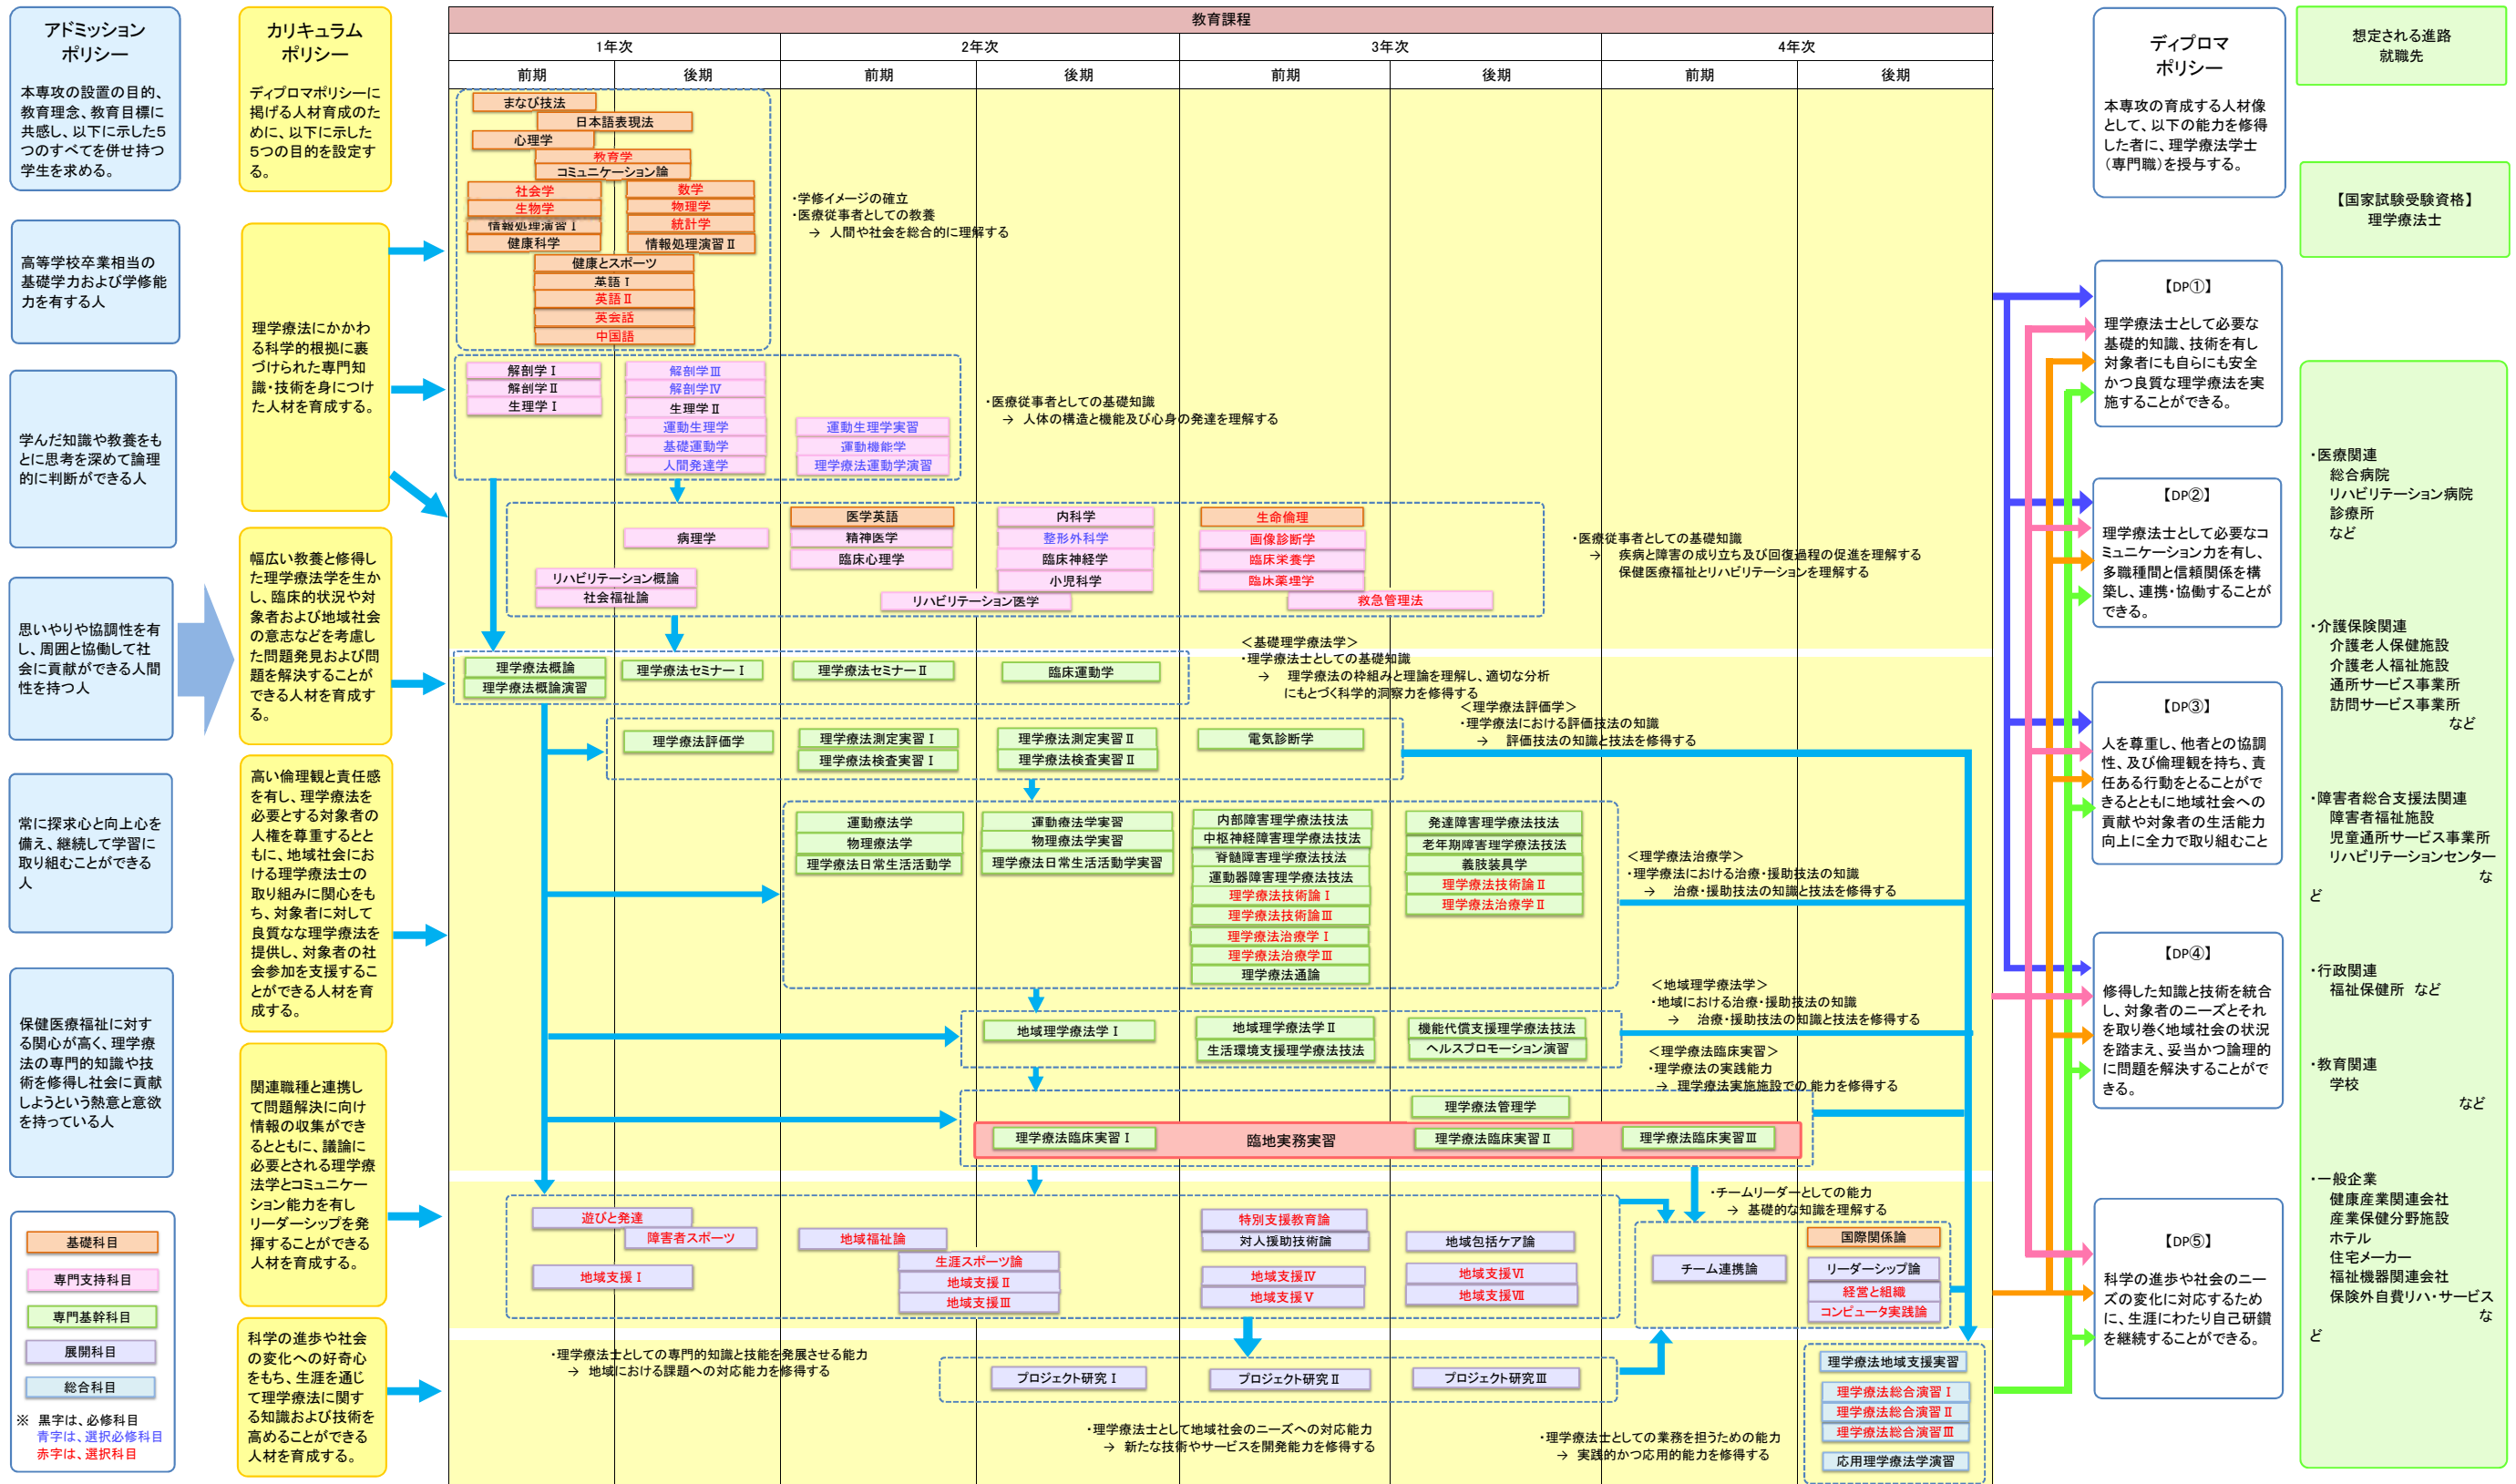 アドミッション
ポリシー
本専攻の設置の目的、
教育理念、教育目標に
共感し、以下に示した5
つのすべてを併せ持つ
学生を求める。
高等学校卒業相当の
基礎学力および学修能
力を有する人
学んだ知識や教養をも
とに思考を深めて論理
的に判断ができる人
思いやりや協調性を有
し、周囲と協働して社
会に貢献ができる人間
性を持つ人
常に探求心と向上心を
備え、継続して学習に
取り組むことができる
人
保健医療福祉に対す
る関心が高く、理学療
法の専門的知識や技
術を修得し社会に貢献
しようという熱意と意欲
を持っている人
基礎科目
専門支持科目
専門基幹科目
展開科目
総合科目
※ 黒字は、必修科目
青字は、選択必修科目
赤字は、選択科目
カリキュラム
ポリシー
ディプロマポリシーに
掲げる人材育成のた
めに、以下に示した
5つの目的を設定す
る。
理学療法にかかわ
る科学的根拠に裏
づけられた専門知
識・技術を身につけ
た人材を育成する。
幅広い教養と修得し
た理学療法学を生か
し、臨床的状況や対
象者および地域社会
の意志などを考慮し
た問題発見および問
題を解決することが
できる人材を育成す
る。
高い倫理観と責任感
を有し、理学療法を
必要とする対象者の
人権を尊重するとと
もに、地域社会にお
ける理学療法士の
取り組みに関心をも
ち、対象者に対して
良質なな理学療法を
提供し、対象者の社
会参加を支援するこ
とができる人材を育
成する。
関連職種と連携し
て問題解決に向け
情報の収集ができ
るとともに、議論に
必要とされる理学療
法学とコミュニケー
ション能力を有し
リーダーシップを発
揮することができる
人材を育成する。
科学の進歩や社会
の変化への好奇心
をもち、生涯を通じ
て理学療法に関す
る知識および技術を
高めることができる
人材を育成する。
教育課程
1年次
2年次
3年次
4年次
前期
後期
前期
後期
前期
後期
前期
後期
まなび技法
日本語表現法
心理学
教育学
コミュニケーション論
社会学
数学
生物学
物理学
情報処理演習Ⅰ
統計学
健康科学
情報処理演習Ⅱ
健康とスポーツ
英語Ⅰ
英語Ⅱ
英会話
中国語
・学修イメージの確立
・医療従事者としての教養
→ 人間や社会を総合的に理解する
解剖学Ⅰ
解剖学Ⅱ
生理学Ⅰ
解剖学Ⅲ
解剖学Ⅳ
生理学Ⅱ
運動生理学
基礎運動学
人間発達学
運動生理学実習
運動機能学
理学療法運動学演習
・医療従事者としての基礎知識
→ 人体の構造と機能及び心身の発達を理解する
病理学
リハビリテーション概論
社会福祉論
医学英語
精神医学
臨床心理学
リハビリテーション医学
内科学
整形外科学
臨床神経学
小児科学
生命倫理
画像診断学
臨床栄養学
臨床薬理学
救急管理法
・医療従事者としての基礎知識
→ 疾病と障害の成り立ち及び回復過程の促進を理解する
保健医療福祉とリハビリテーションを理解する
理学療法概論
理学療法概論演習
理学療法セミナーⅠ
理学療法セミナーⅡ
臨床運動学
＜基礎理学療法学＞
・理学療法士としての基礎知識
→ 理学療法の枠組みと理論を理解し、適切な分析
にもとづく科学的洞察力を修得する
理学療法評価学
理学療法測定実習Ⅰ
理学療法検査実習Ⅰ
理学療法測定実習Ⅱ
理学療法検査実習Ⅱ
電気診断学
＜理学療法評価学＞
・理学療法における評価技法の知識
→ 評価技法の知識と技法を修得する
運動療法学
物理療法学
理学療法日常生活活動学
運動療法学実習
物理療法学実習
理学療法日常生活活動学実習
内部障害理学療法技法
中枢神経障害理学療法技法
脊髄障害理学療法技法
運動器障害理学療法技法
理学療法技術論Ⅰ
理学療法技術論Ⅲ
理学療法治療学Ⅰ
理学療法治療学Ⅲ
理学療法通論
発達障害理学療法技法
老年期障害理学療法技法
義肢装具学
理学療法技術論Ⅱ
理学療法治療学Ⅱ
＜理学療法治療学＞
・理学療法における治療・援助技法の知識
→ 治療・援助技法の知識と技法を修得する
地域理学療法学Ⅰ
地域理学療法学Ⅱ
生活環境支援理学療法技法
機能代償支援理学療法技法
ヘルスプロモーション演習
＜地域理学療法学＞
・地域における治療・援助技法の知識
→ 治療・援助技法の知識と技法を修得する
＜理学療法臨床実習＞
・理学療法の実践能力
→ 理学療法実施施設での 能力を修得する
理学療法管理学
理学療法臨床実習Ⅰ
臨地実務実習
理学療法臨床実習Ⅱ
理学療法臨床実習Ⅲ
遊びと発達
障害者スポーツ
地域支援Ⅰ
地域福祉論
生涯スポーツ論
地域支援Ⅱ
地域支援Ⅲ
特別支援教育論
対人援助技術論
地域支援Ⅳ
地域支援Ⅴ
地域包括ケア論
地域支援Ⅵ
地域支援Ⅶ
・チームリーダーとしての能力
→ 基礎的な知識を理解する
チーム連携論
国際関係論
リーダーシップ論
経営と組織
コンピュータ実践論
・理学療法士としての専門的知識と技能を発展させる能力
→ 地域における課題への対応能力を修得する
プロジェクト研究Ⅰ
プロジェクト研究Ⅱ
プロジェクト研究Ⅲ
・理学療法士として地域社会のニーズへの対応能力
→ 新たな技術やサービスを開発能力を修得する
・理学療法士としての業務を担うための能力
→ 実践的かつ応用的能力を修得する
理学療法地域支援実習
理学療法総合演習Ⅰ
理学療法総合演習Ⅱ
理学療法総合演習Ⅲ
応用理学療法学演習
ディプロマ
ポリシー
本専攻の育成する人材像
として、以下の能力を修得
した者に、理学療法学士
（専門職）を授与する。
【DP①】
理学療法士として必要な
基礎的知識、技術を有し
対象者にも自らにも安全
かつ良質な理学療法を実
施することができる。
【DP②】
理学療法士として必要なコ
ミュニケーション力を有し、
多職種間と信頼関係を構
築し、連携・協働することが
できる。
【DP③】
人を尊重し、他者との協調
性、及び倫理観を持ち、責
任ある行動をとることがで
きるとともに地域社会への
貢献や対象者の生活能力
向上に全力で取り組むこと
【DP④】
修得した知識と技術を統合
し、対象者のニーズとそれ
を取り巻く地域社会の状況
を踏まえ、妥当かつ論理的
に問題を解決することがで
きる。
【DP⑤】
科学の進歩や社会のニー
ズの変化に対応するため
に、生涯にわたり自己研鑽
を継続することができる。
想定される進路
就職先
【国家試験受験資格】
理学療法士
・医療関連
総合病院
リハビリテーション病院
診療所
など
・介護保険関連
介護老人保健施設
介護老人福祉施設
通所サービス事業所
訪問サービス事業所
など
・障害者総合支援法関連
障害者福祉施設
児童通所サービス事業所
リハビリテーションセンター
な
ど
・行政関連
福祉保健所 など
・教育関連
学校
など
・一般企業
健康産業関連会社
産業保健分野施設
ホテル
住宅メーカー
福祉機器関連会社
保険外自費リハ・サービス
な
ど